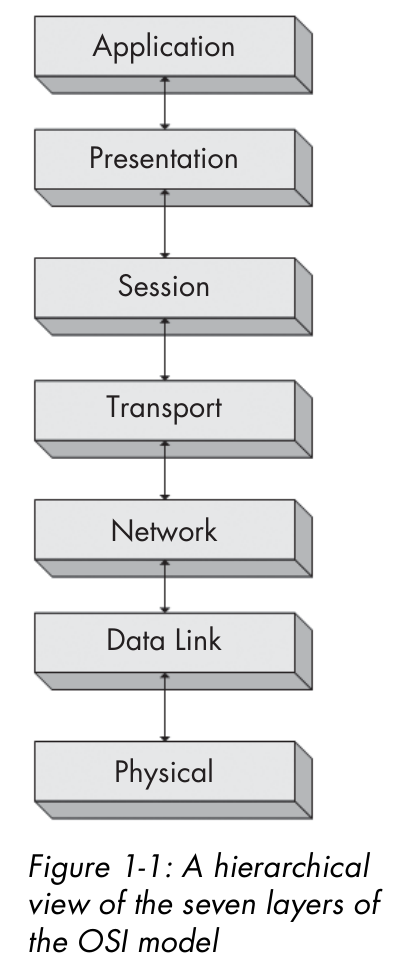 Application
Presentation
Session
Transport
Network
Data Link
Physical
Figure 1-1: A hierarchical
view of the seven layers of
the OSI model